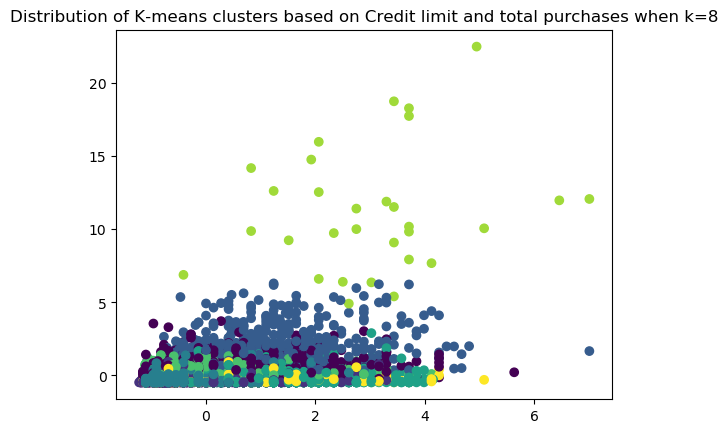 Distribution of K-means clusters based on Credit limit and total purchases when k=8
20
15
10
5
0
0 2 4 6